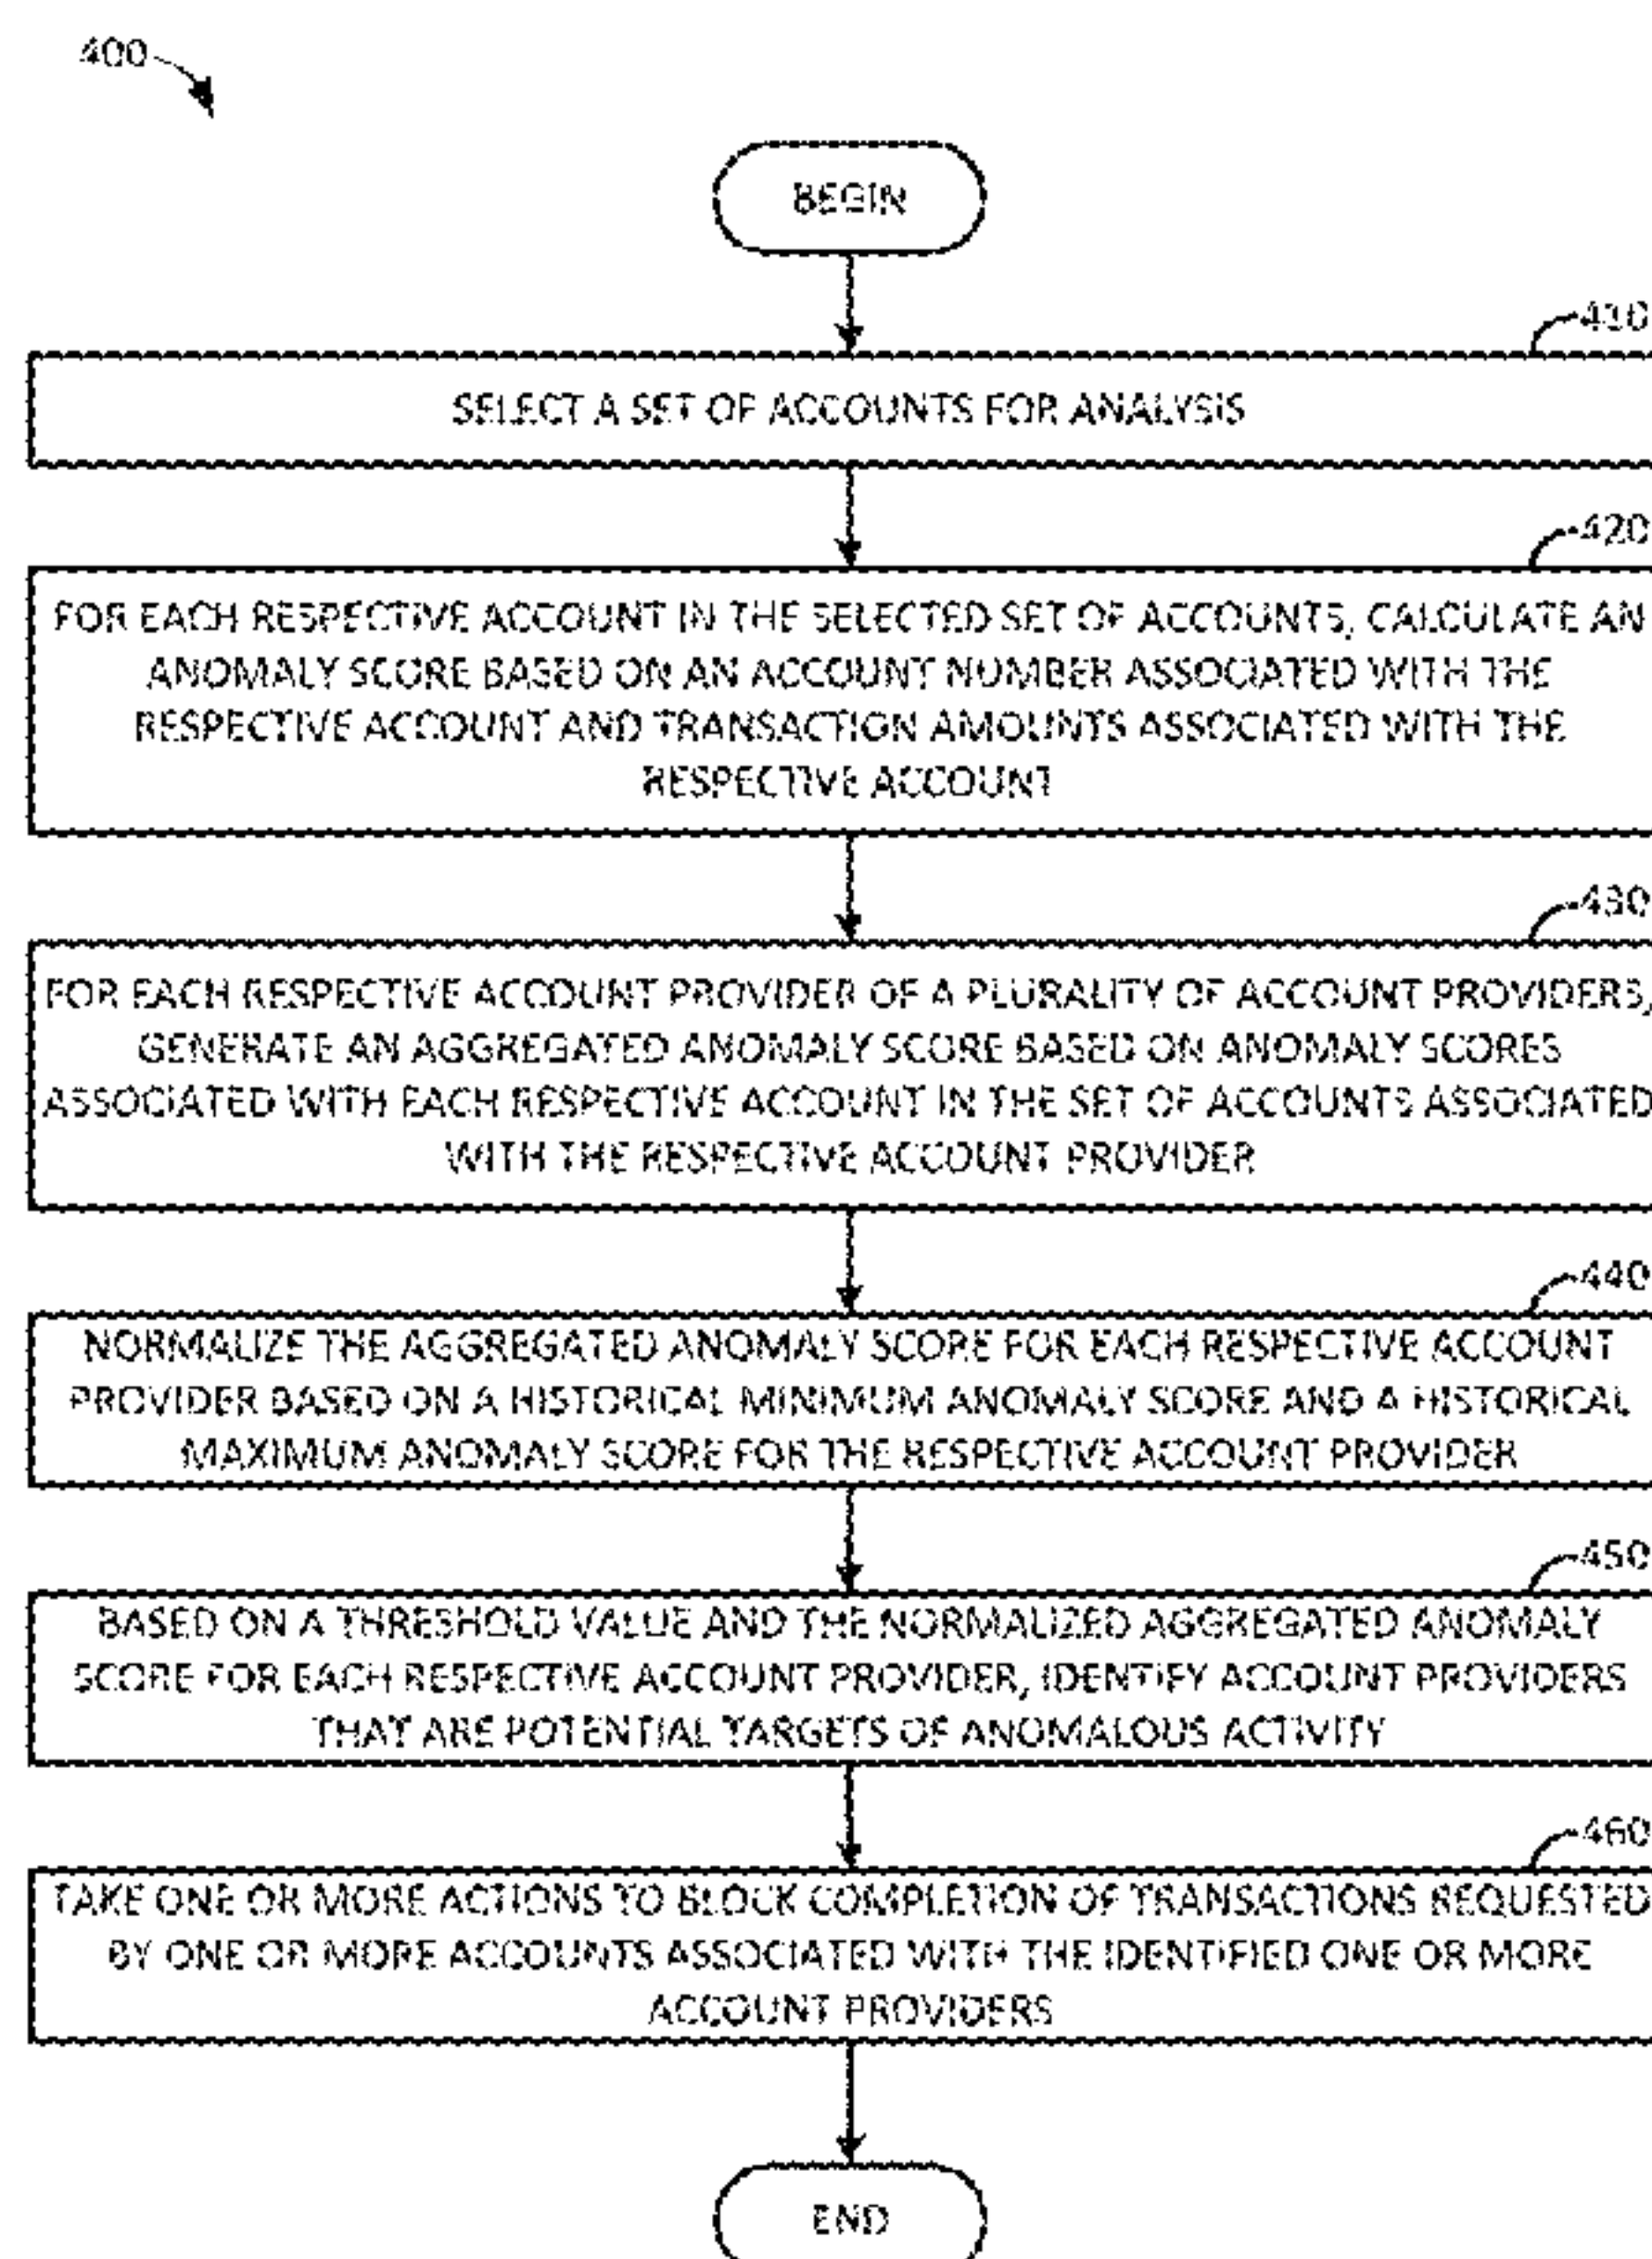 400
BEGIN
410
SELECT A SET OF ACCOUNTS FOR ANALYSIS
420
FOR EACH RESPECTIVE ACCOUNT IN THE SELECTED SET OF ACCOUNTS, CALCULATE AN
ANOMALY SCORE BASED ON AN ACCOUNT NUMBER ASSOCIATED WITH THE
RESPECTIVE ACCOUNT AND TRANSACTION AMOUNTS ASSOCIATED WITH THE
RESPECTIVE ACCOUNT
430
FOR EACH RESPECTIVE ACCOUNT PROVIDER OF A PLURALITY OF ACCOUNT PROVIDERS,
GENERATE AN AGGREGATED ANOMALY SCORE BASED ON ANOMALY SCORES
ASSOCIATED WITH EACH RESPECTIVE ACCOUNT IN THE SET OF ACCOUNTS ASSOCIATED
WITH THE RESPECTIVE ACCOUNT PROVIDER
440
NORMALIZE THE AGGREGATED ANOMALY SCORE FOR EACH RESPECTIVE ACCOUNT
PROVIDER BASED ON A HISTORICAL MINIMUM ANOMALY SCORE AND A HISTORICAL
MAXIMUM ANOMALY SCORE FOR THE RESPECTIVE ACCOUNT PROVIDER
450
BASED ON A THRESHOLD VALUE AND THE NORMALIZED AGGREGATED ANOMALY
SCORE FOR EACH RESPECTIVE ACCOUNT PROVIDER, IDENTIFY ACCOUNT PROVIDERS
THAT ARE POTENTIAL TARGETS OF ANOMALOUS ACTIVITY
460
TAKE ONE OR MORE ACTIONS TO BLOCK COMPLETION OF TRANSACTIONS REQUESTED
BY ONE OR MORE ACCOUNTS ASSOCIATED WITH THE IDENTIFIED ONE OR MORE
ACCOUNT PROVIDERS
END